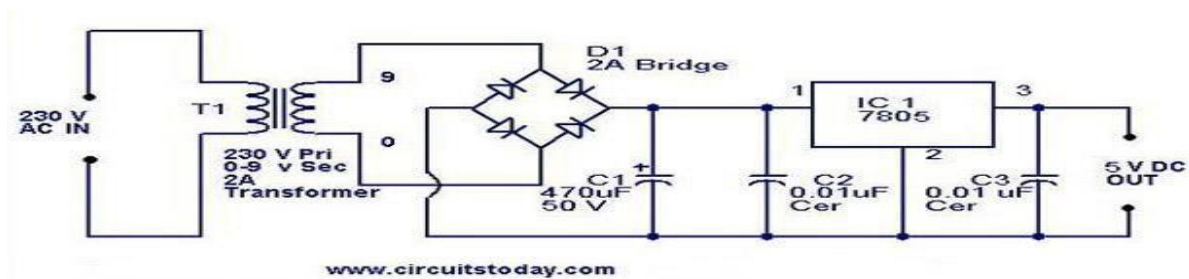 230 V
AC IN
T1
9
0
230 V Pri
0-9 v Sec
2A
Transformer
D1
2A Bridge
+
C1
470uF
50 V
C2
0.01uF
Cer
1
IC 1
7805
3
2
C3
0.01 uF
Cer
5 V DC
OUT
www.circuitstoday.com